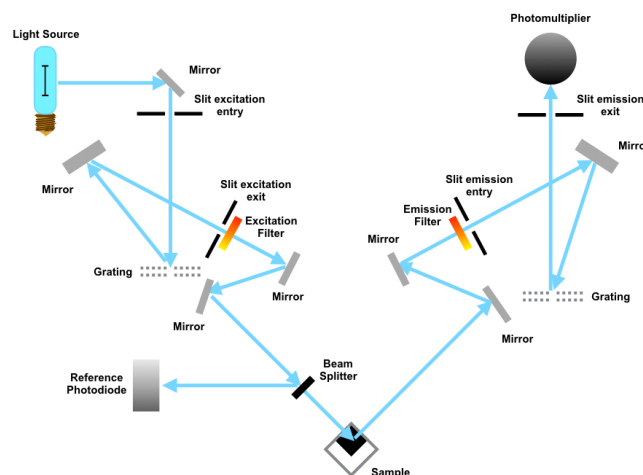 Photomultiplier
Light Source
Mirror
Slit excitation
entry
Slit emission
exit
Mirror
Mirror
Slit excitation
exit
Slit emission
entry
Excitation
Filter
Emission
Filter
Mirror
Grating
Mirror
Grating
Mirror
Mirror
Beam
Splitter
Reference
Photodiode
Sample